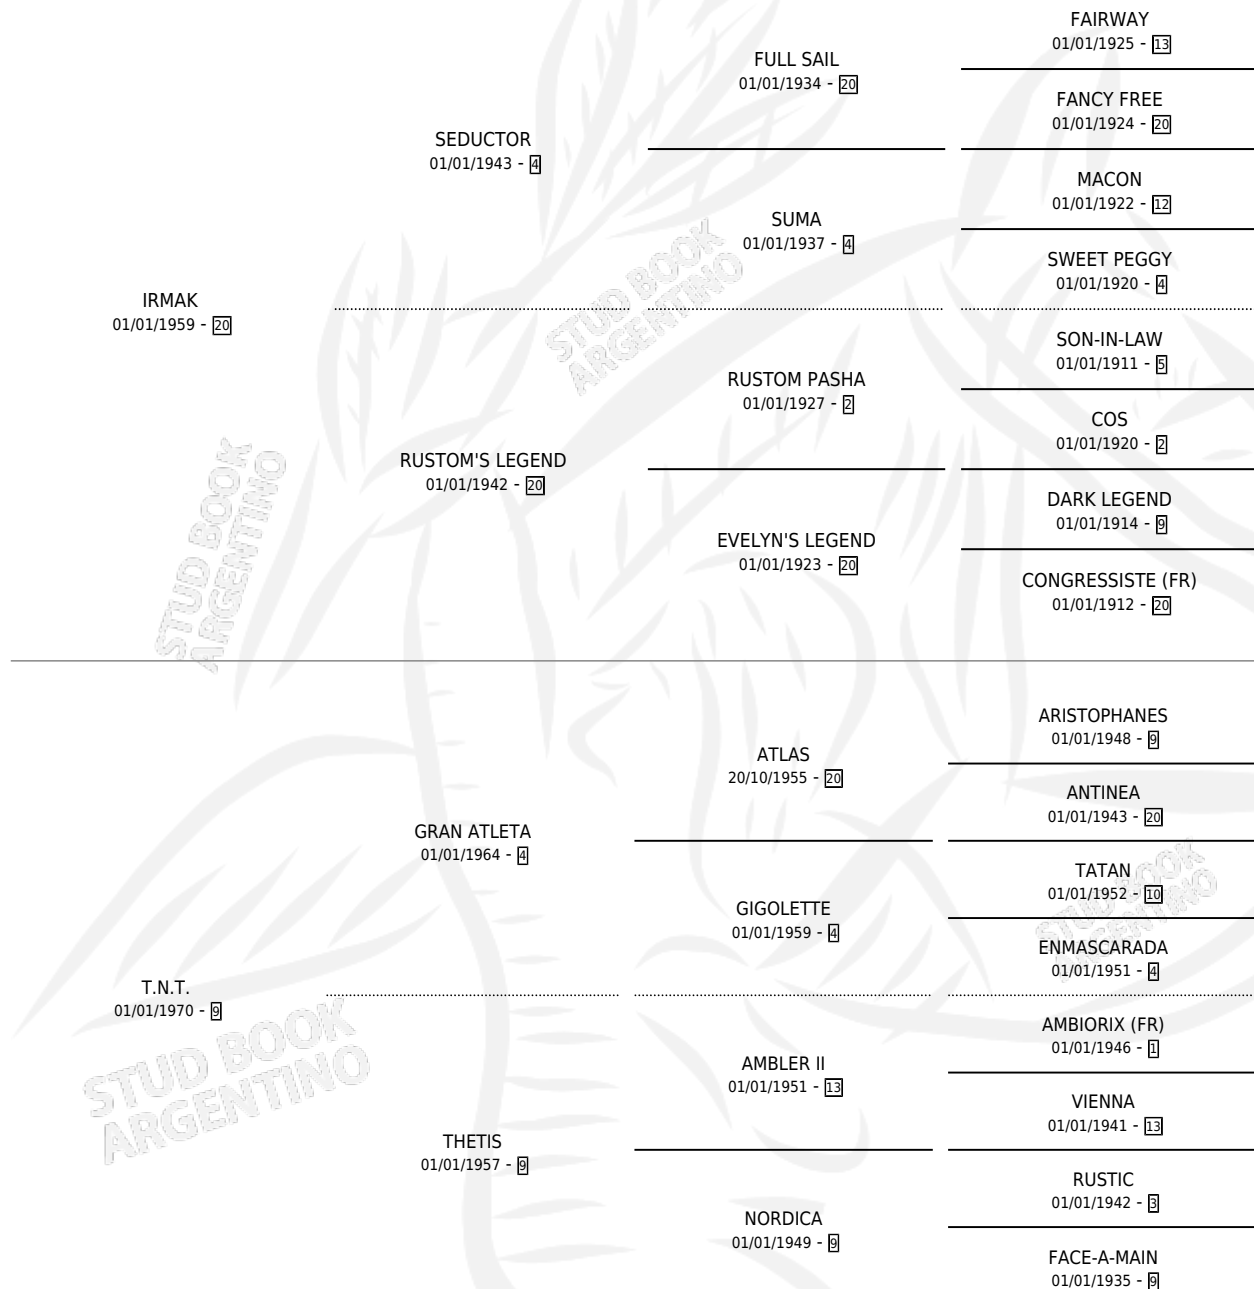 FAIRWAY
01/01/1925 - 13
FULL SAIL
01/01/1934 - 20
FANCY FREE
01/01/1924 - 20
SEDUCTOR
01/01/1943 - 4
MACON
01/01/1922 - 12
SUMA
01/01/1937 - 4
SWEET PEGGY
01/01/1920 - 4
IRMAK
01/01/1959 - 20
STUD BOOK
ARGENTINO
SON-IN-LAW
01/01/1911 - 5
RUSTOM PASHA
01/01/1927 - 2
COS
01/01/1920 - 2
RUSTOM'S LEGEND
01/01/1942 - 20
DARK LEGEND
01/01/1914 - 9
EVELYN'S LEGEND
01/01/1923 - 20
CONGRESSISTE (FR)
01/01/1912 - 20
STUD BOOK
ARGENTINO
ARISTOPHANES
01/01/1948 - 9
ATLAS
20/10/1955 - 20
ANTINEA
01/01/1943 - 20
GRAN ATLETA
01/01/1964 - 4
TATAN
01/01/1952 - 10
GIGOLETTE
01/01/1959 - 4
STUD BOOK
ARGENTINO
ENMASCARADA
01/01/1951 - 4
T.N.T.
01/01/1970 - 9
STUD BOOK
ARGENTINO
AMBIORIX (FR)
01/01/1946 - 1
AMBLER II
01/01/1951 - 13
VIENNA
01/01/1941 - 13
THETIS
01/01/1957 - 9
RUSTIC
01/01/1942 - 3
NORDICA
01/01/1949 - 9
FACE-A-MAIN
01/01/1935 - 9